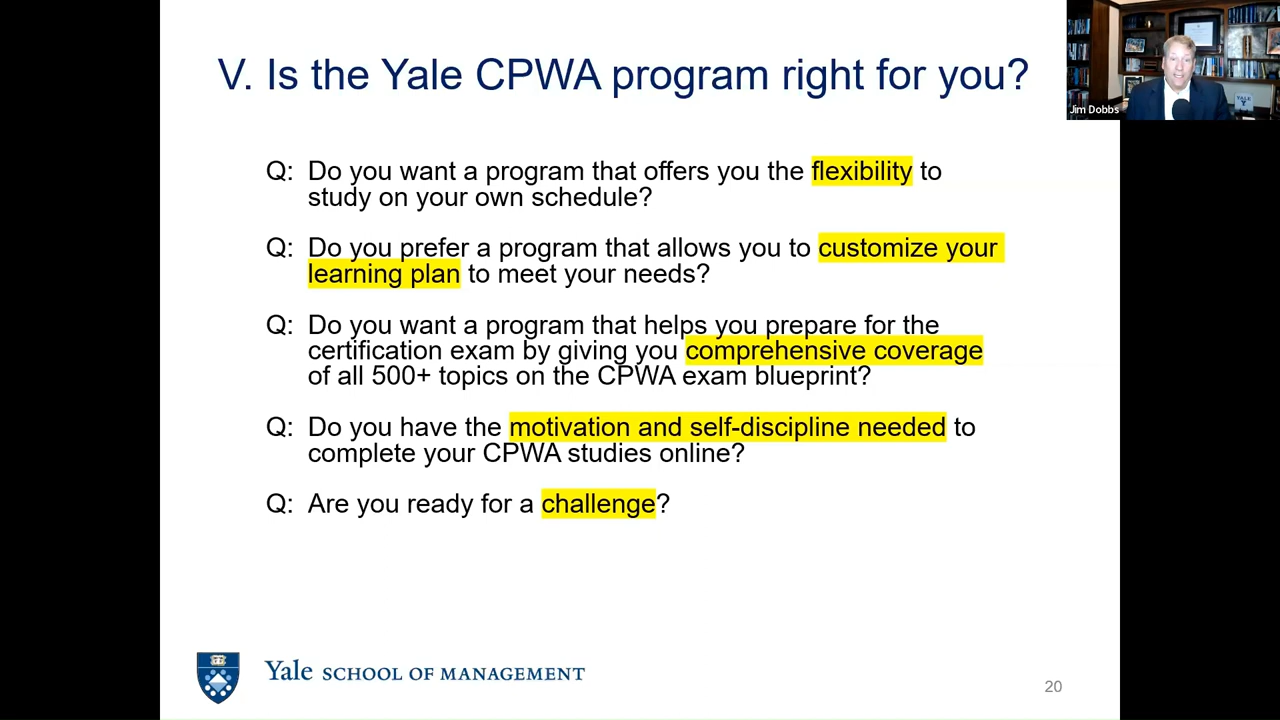 V. Is the Yale CPWA program right for you?
Jim Dobbs
Q: Do you want a program that offers you the flexibility to
study on your own schedule?
Q: Do you prefer a program that allows you to customize your
learning plan to meet your needs?
Q: Do you want a program that helps you prepare for the
certification exam by giving you comprehensive coverage
of all 500+ topics on the CPWA exam blueprint?
Q: Do you have the motivation and self-discipline needed to
complete your CPWA studies online?
Q: Are you ready for a challenge?
Yale SCHOOL OF MANAGEMENT
20